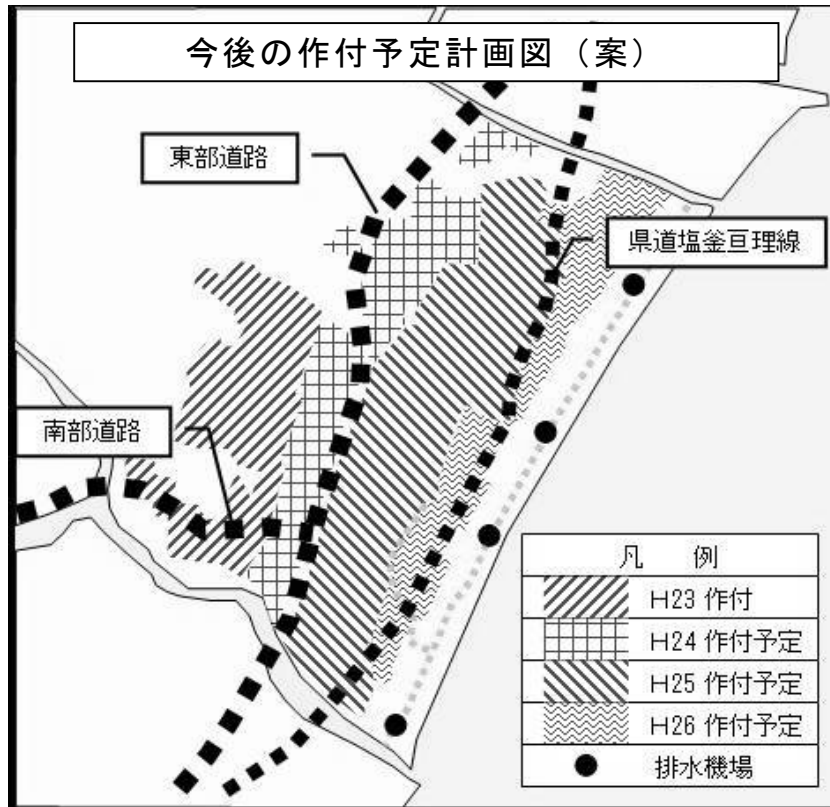 今後の作付予定計画図（案）
東部道路
県道塩釜亘理線
南部道路
凡 例
H23 作付
H24 作付予定
H25 作付予定
H26 作付予定
排水機場